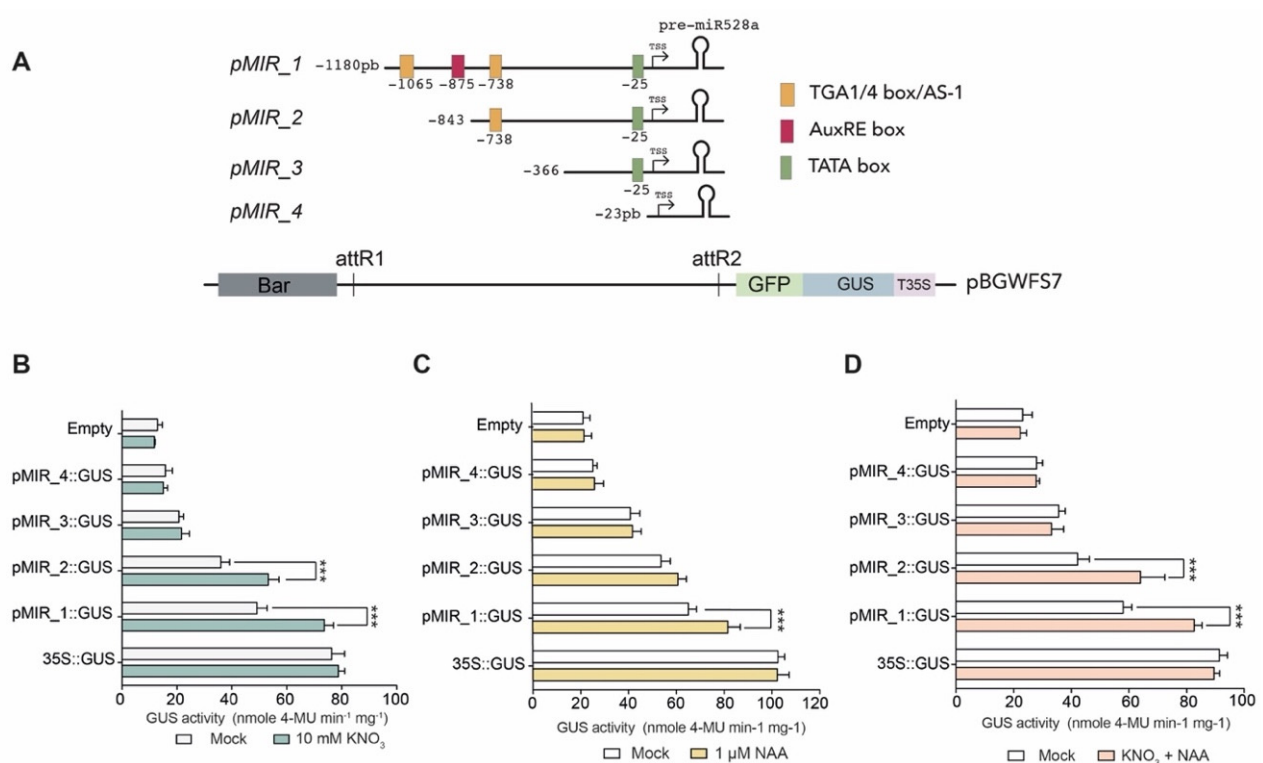 A
pre-miR528a
pMIR_1 -1180pb TSS
-1065 -875 -738 -25
pMIR_2 -843 TSS
-738 -25
pMIR_3 -366 TSS
-25
pMIR_4 -23pb TSS
TGA1/4 box/AS-1
AuxRE box
TATA box
attR1 attR2
Bar GFP GUS T35S pBGWFS7
B
Empty
pMIR_4::GUS
pMIR_3::GUS
pMIR_2::GUS ***
pMIR_1::GUS ***
35S::GUS
0 20 40 60 80 100
GUS activity (nmole 4-MU min⁻¹ mg⁻¹)
Mock 10 mM KNO₃
C
Empty
pMIR_4::GUS
pMIR_3::GUS
pMIR_2::GUS
pMIR_1::GUS ***
35S::GUS
0 20 40 60 80 100 120
GUS activity (nmole 4-MU min-1 mg-1)
Mock 1 µM NAA
D
Empty
pMIR_4::GUS
pMIR_3::GUS
pMIR_2::GUS ***
pMIR_1::GUS ***
35S::GUS
0 20 40 60 80 100
GUS activity (nmole 4-MU min-1 mg-1)
Mock KNO₃ + NAA